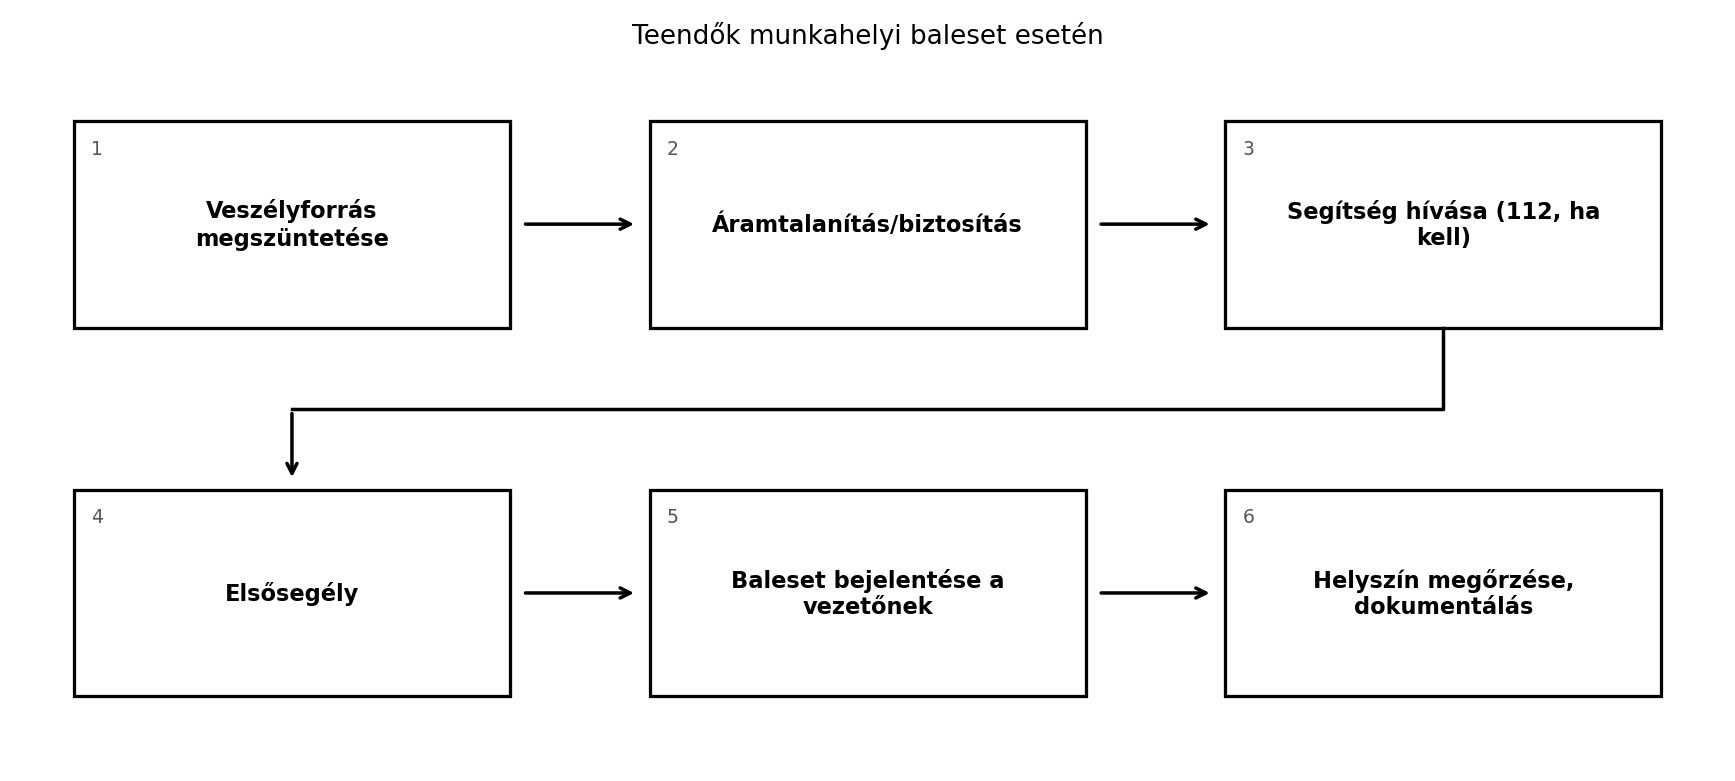 Teendők munkahelyi baleset esetén
1
Veszélyforrás
megszüntetése
2
Áramtalanítás/biztosítás
3
Segítség hívása (112, ha
kell)
4
Elsősegély
5
Baleset bejelentése a
vezetőnek
6
Helyszín megőrzése,
dokumentálás